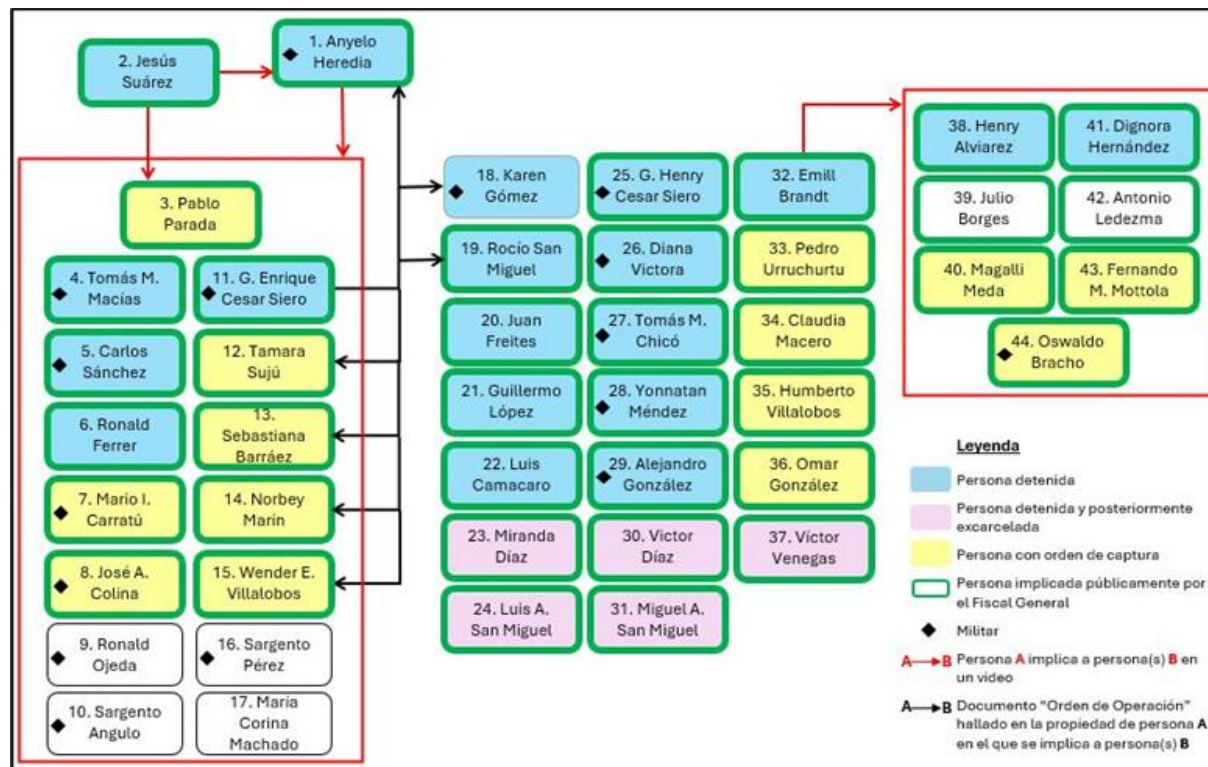 2. Jesús
Suárez
1. Anyelo
Heredia
3. Pablo
Parada
4. Tomás M.
Macías
11. G. Enrique
Cesar Siero
5. Carlos
Sánchez
12. Tamara
Sujú
6. Ronald
Ferrer
13.
Sebastiana
Barráez
7. Mario I.
Carratú
14. Norbey
Marín
8. José A.
Colina
15. Wender E.
Villalobos
9. Ronald
Ojeda
16. Sargento
Pérez
10. Sargento
Angulo
17. María
Corina
Machado
18. Karen
Gómez
25. G. Henry
Cesar Siero
32. Emill
Brandt
19. Rocío San
Miguel
26. Diana
Victora
33. Pedro
Urruchurtu
20. Juan
Freites
27. Tomás M.
Chicó
34. Claudia
Macero
21. Guillermo
López
28. Yonnatan
Méndez
35. Humberto
Villalobos
22. Luis
Camacaro
29. Alejandro
González
36. Omar
González
23. Miranda
Díaz
30. Victor
Díaz
37. Víctor
Venegas
24. Luis A.
San Miguel
31. Miguel A.
San Miguel
38. Henry
Alviarez
41. Dignora
Hernández
39. Julio
Borges
42. Antonio
Ledezma
40. Magalli
Meda
43. Fernando
M. Mottola
44. Oswaldo
Bracho
Leyenda
Persona detenida
Persona detenida y posteriormente
excarcelada
Persona con orden de captura
Persona implicada públicamente por
el Fiscal General
Militar
A B Persona A implica a persona(s) B en
un video
A B Documento "Orden de Operación"
hallado en la propiedad de persona A
en el que se implica a persona(s) B